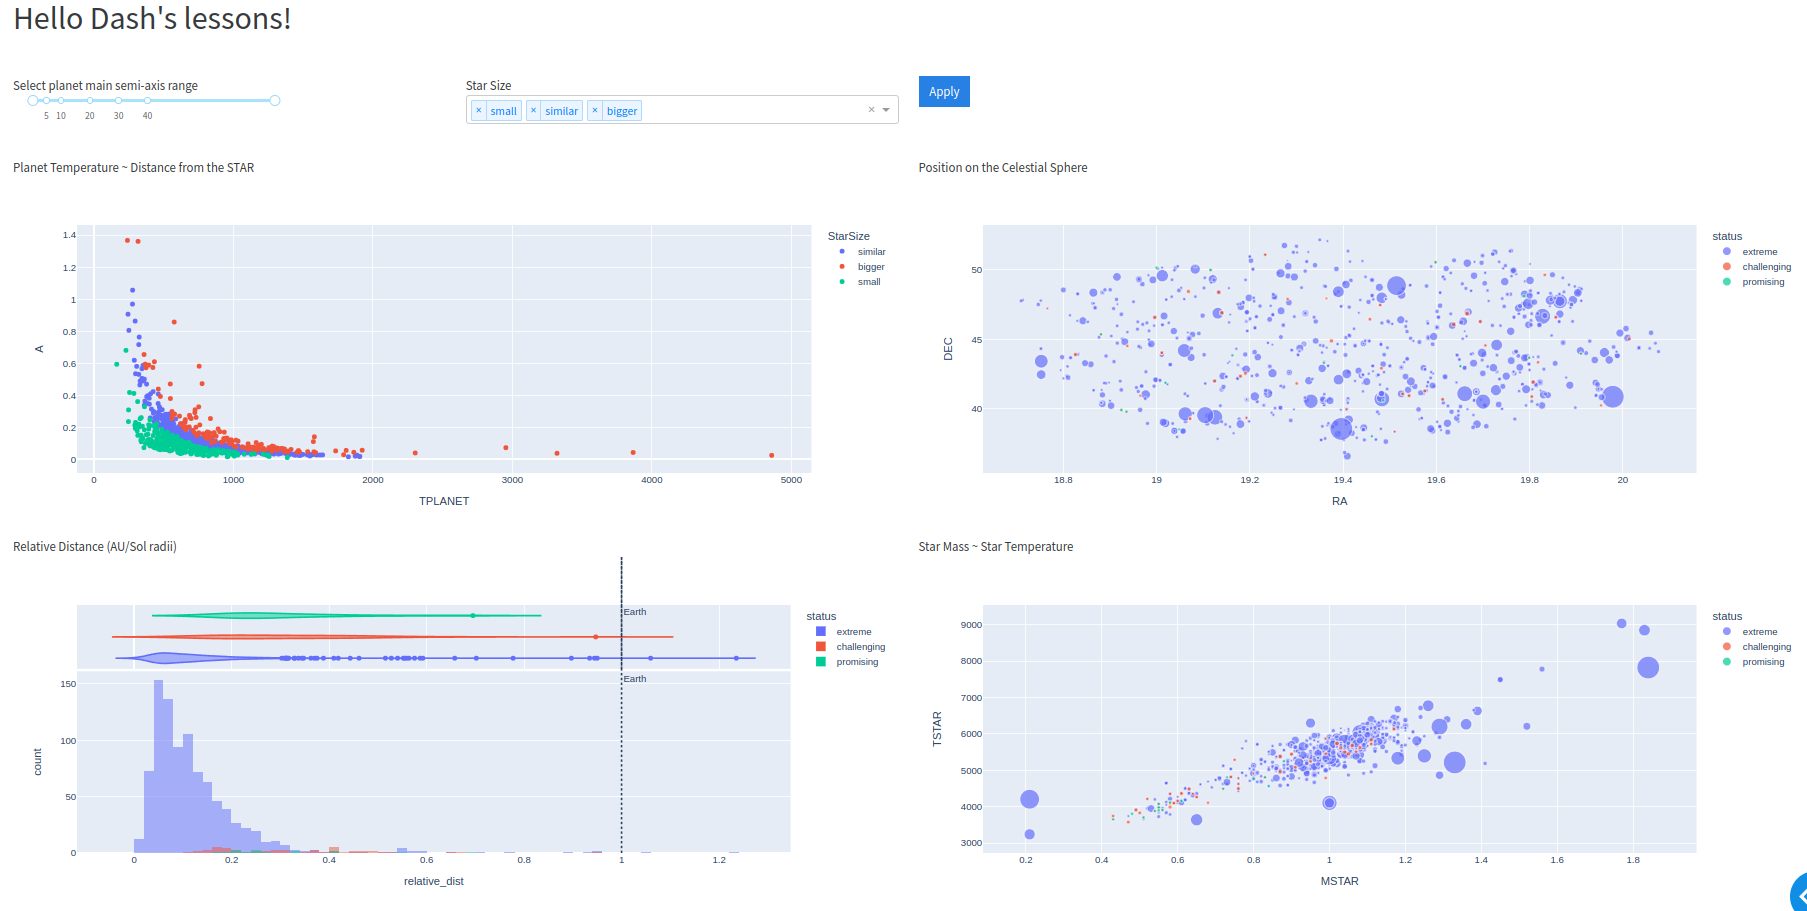 Hello Dash's lessons!
Select planet main semi-axis range
5 10 20 30 40
Star Size
× small × similar × bigger ×
Apply
Planet Temperature ~ Distance from the STAR
1.4
1.2
1
0.8
0.6
0.4
0.2
0
A
0 1000 2000 3000 4000 5000
TPLANET
StarSize
similar
bigger
small
Position on the Celestial Sphere
50
45
40
DEC
18.8 19 19.2 19.4 19.6 19.8 20
RA
status
extreme
challenging
promising
Relative Distance (AU/Sol radii)
Earth
Earth
150
100
50
0
count
0 0.2 0.4 0.6 0.8 1 1.2
relative_dist
status
extreme
challenging
promising
Star Mass ~ Star Temperature
9000
8000
7000
6000
5000
4000
3000
TSTAR
0.2 0.4 0.6 0.8 1 1.2 1.4 1.6 1.8
MSTAR
status
extreme
challenging
promising